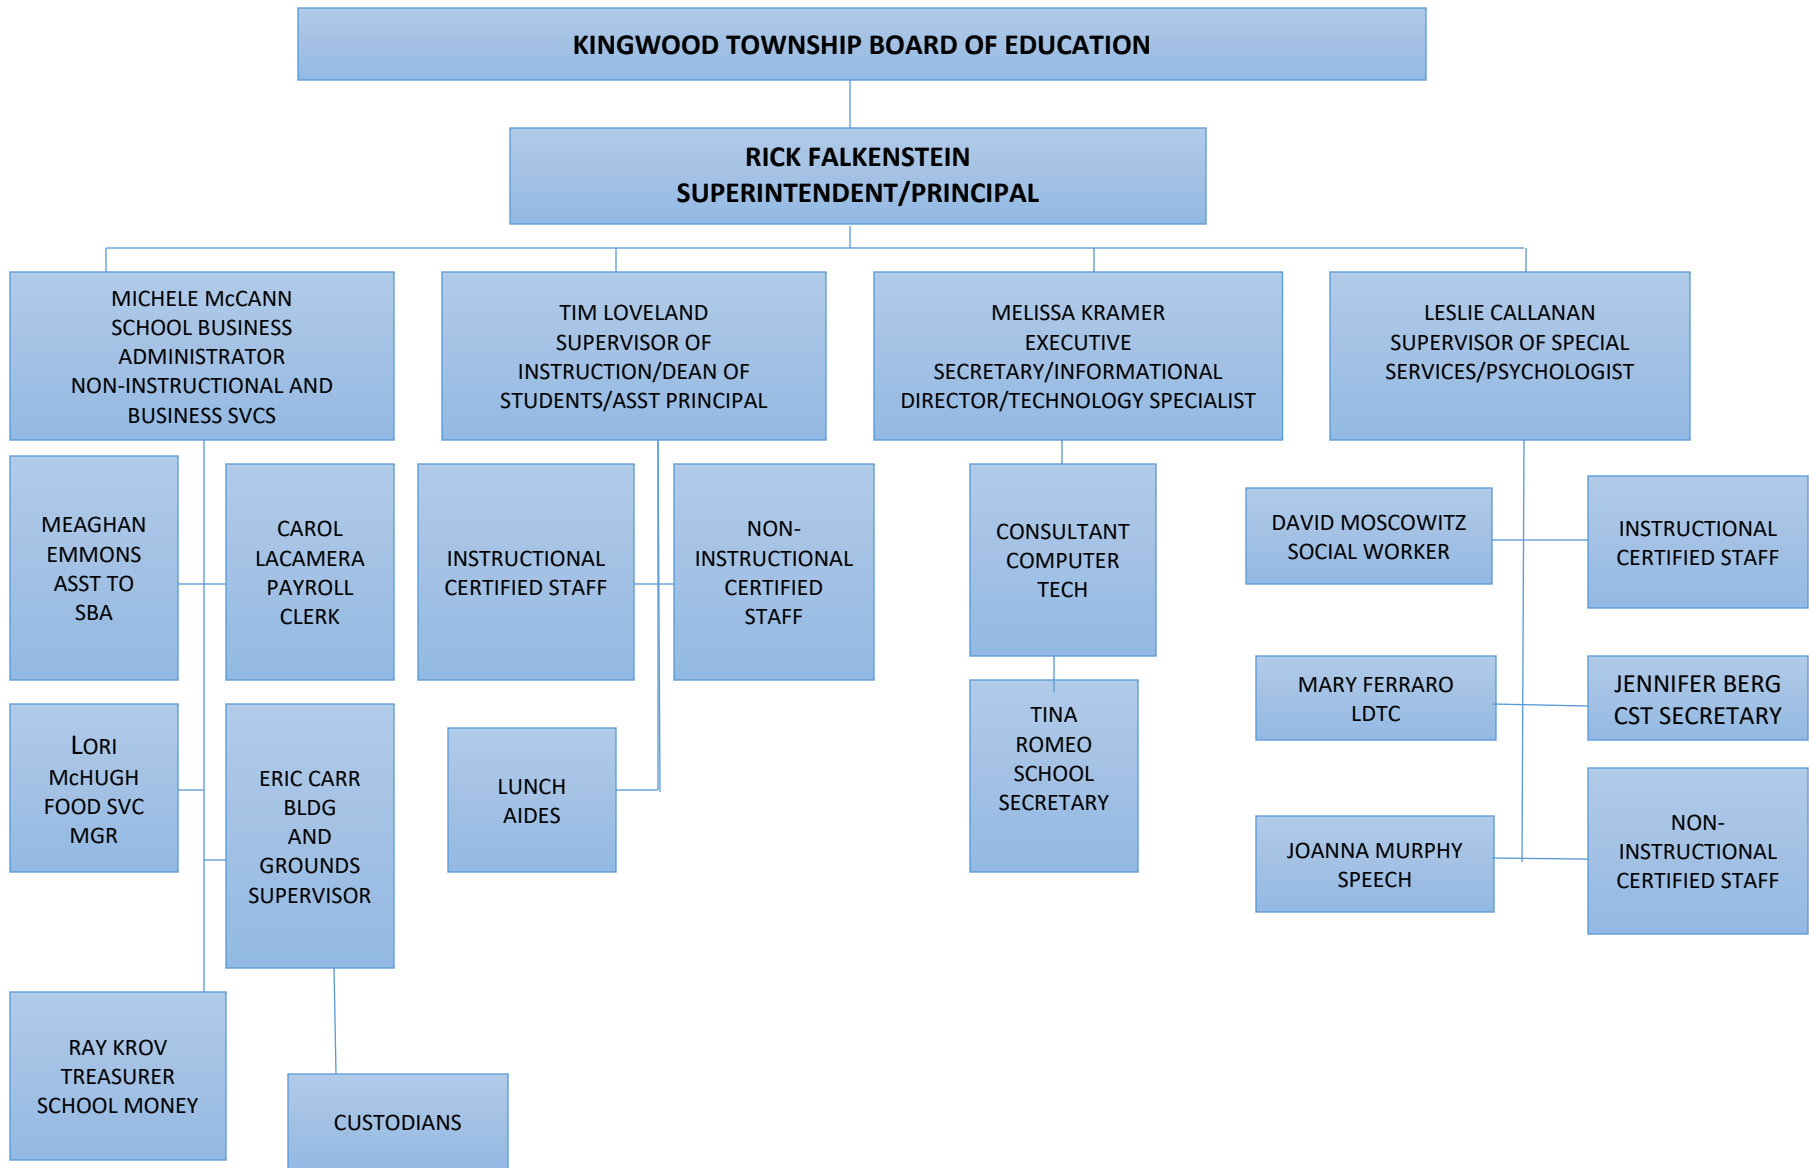 KINGWOOD TOWNSHIP BOARD OF EDUCATION
RICK FALKENSTEIN
SUPERINTENDENT/PRINCIPAL
MICHELE McCANN
SCHOOL BUSINESS
ADMINISTRATOR
NON-INSTRUCTIONAL AND
BUSINESS SVCS
TIM LOVELAND
SUPERVISOR OF
INSTRUCTION/DEAN OF
STUDENTS/ASST PRINCIPAL
MELISSA KRAMER
EXECUTIVE
SECRETARY/INFORMATIONAL
DIRECTOR/TECHNOLOGY SPECIALIST
LESLIE CALLANAN
SUPERVISOR OF SPECIAL
SERVICES/PSYCHOLOGIST
MEAGHAN
EMMONS
ASST TO
SBA
CAROL
LACAMERA
PAYROLL
CLERK
INSTRUCTIONAL
CERTIFIED STAFF
NON-
INSTRUCTIONAL
CERTIFIED
STAFF
CONSULTANT
COMPUTER
TECH
DAVID MOSCOWITZ
SOCIAL WORKER
INSTRUCTIONAL
CERTIFIED STAFF
LORI
McHUGH
FOOD SVC
MGR
ERIC CARR
BLDG
AND
GROUNDS
SUPERVISOR
LUNCH
AIDES
TINA
ROMEO
SCHOOL
SECRETARY
MARY FERRARO
LDTC
JENNIFER BERG
CST SECRETARY
JOANNA MURPHY
SPEECH
NON-
INSTRUCTIONAL
CERTIFIED STAFF
RAY KROV
TREASURER
SCHOOL MONEY
CUSTODIANS